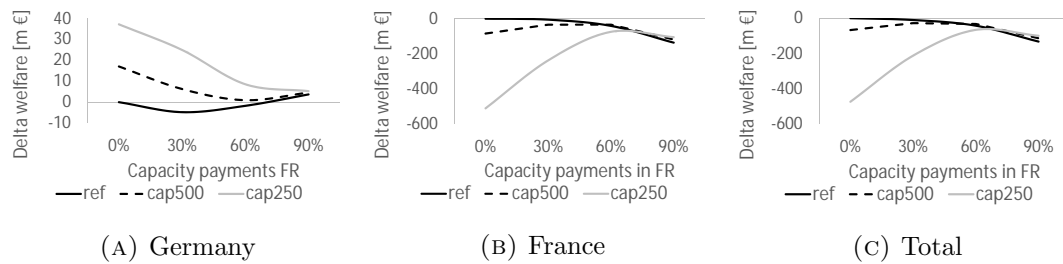 Delta welfare [m €]
40
30
20
10
0
-10
0% 30% 60% 90%
Capacity payments FR
ref cap500 cap250
(A) Germany
Delta welfare [m €]
0
-200
-400
-600
0% 30% 60% 90%
Capacity payments in FR
ref cap500 cap250
(B) France
Delta welfare [m €]
0
-200
-400
-600
0% 30% 60% 90%
Capacity payments in FR
ref cap500 cap250
(C) Total